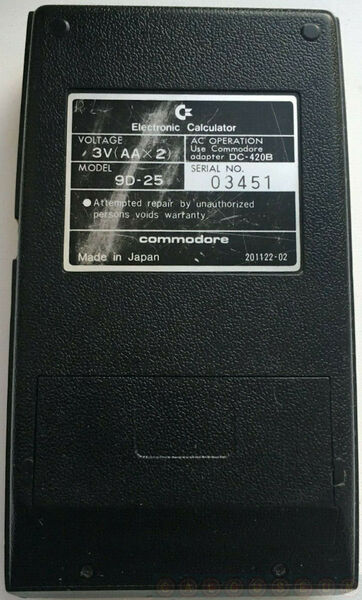 Electronic Calculator
VOLTAGE
3V(AA×2)
AC OPERATION
Use Commodore
adapter DC-420B
MODEL
9D-25
SERIAL NO.
03451
● Attempted repair by unauthorized
persons voids warranty.
commodore
Made in Japan
201122-02